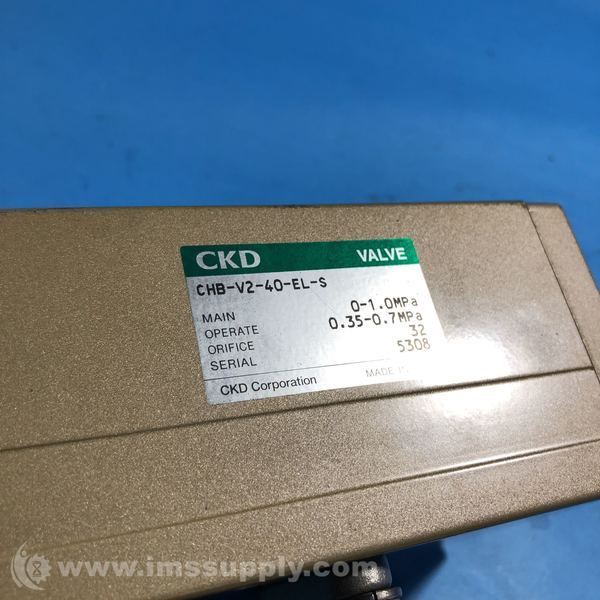 CKD VALVE
CHB-V2-40-EL-S
MAIN 0-1.0MPa
OPERATE 0.35-0.7MPa
ORIFICE 32
SERIAL 5308
CKD Corporation MADE
www.imssupply.com